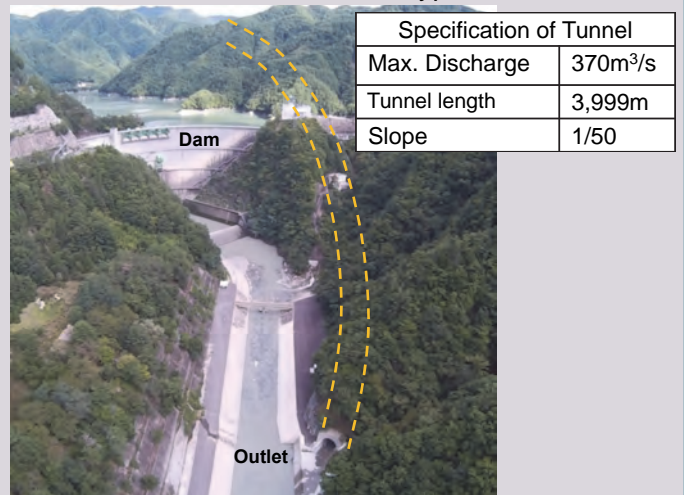 Specification of Tunnel
Max. Discharge 370m³/s
Tunnel length 3,999m
Slope 1/50
Dam
Outlet